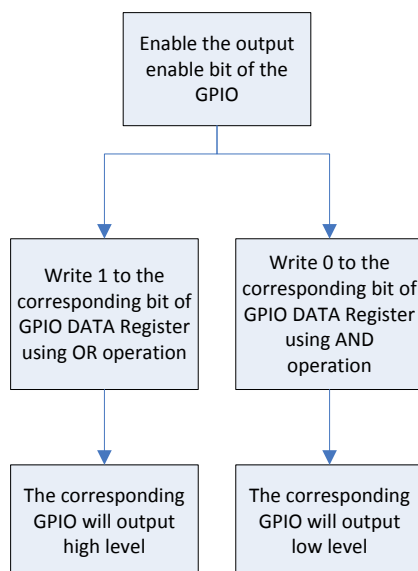 Enable the output
enable bit of the
GPIO
Write 1 to the
corresponding bit of
GPIO DATA Register
using OR operation
Write 0 to the
corresponding bit of
GPIO DATA Register
using AND
operation
The corresponding
GPIO will output
high level
The corresponding
GPIO will output
low level